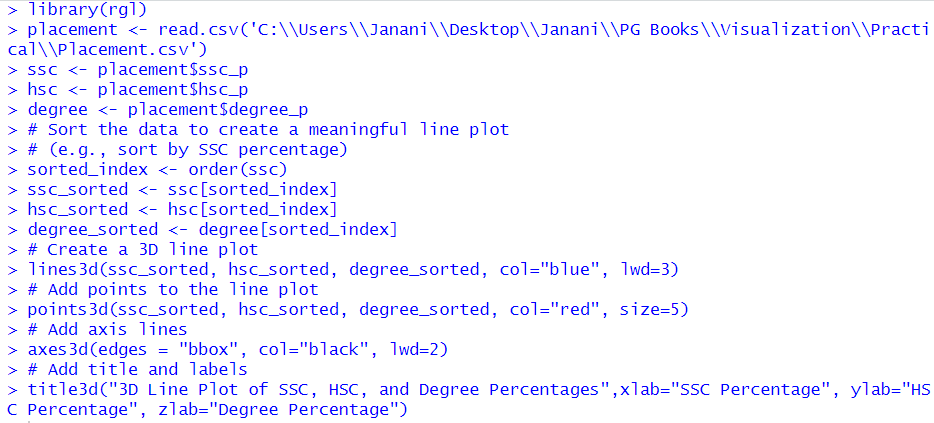 > library(rgl)
> placement <- read.csv('C:\\Users\\Janani\\Desktop\\Janani\\PG Books\\Visualization\\Practi
cal\\Placement.csv')
> ssc <- placement$ssc_p
> hsc <- placement$hsc_p
> degree <- placement$degree_p
> # Sort the data to create a meaningful line plot
> # (e.g., sort by SSC percentage)
> sorted_index <- order(ssc)
> ssc_sorted <- ssc[sorted_index]
> hsc_sorted <- hsc[sorted_index]
> degree_sorted <- degree[sorted_index]
> # Create a 3D line plot
> lines3d(ssc_sorted, hsc_sorted, degree_sorted, col="blue", lwd=3)
> # Add points to the line plot
> points3d(ssc_sorted, hsc_sorted, degree_sorted, col="red", size=5)
> # Add axis lines
> axes3d(edges = "bbox", col="black", lwd=2)
> # Add title and labels
> title3d("3D Line Plot of SSC, HSC, and Degree Percentages",xlab="SSC Percentage", ylab="HS
C Percentage", zlab="Degree Percentage")